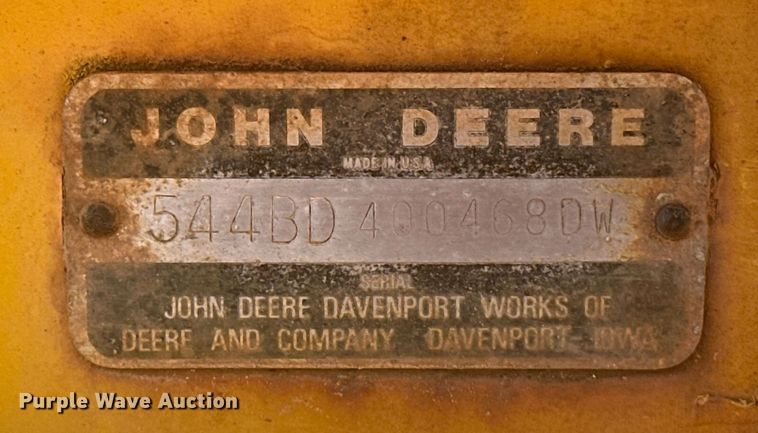 JOHN DEERE
MADE IN U.S.A.
544BD 400468DW
SERIAL
JOHN DEERE DAVENPORT WORKS OF
DEERE AND COMPANY DAVENPORT IOWA
Purple Wave Auction